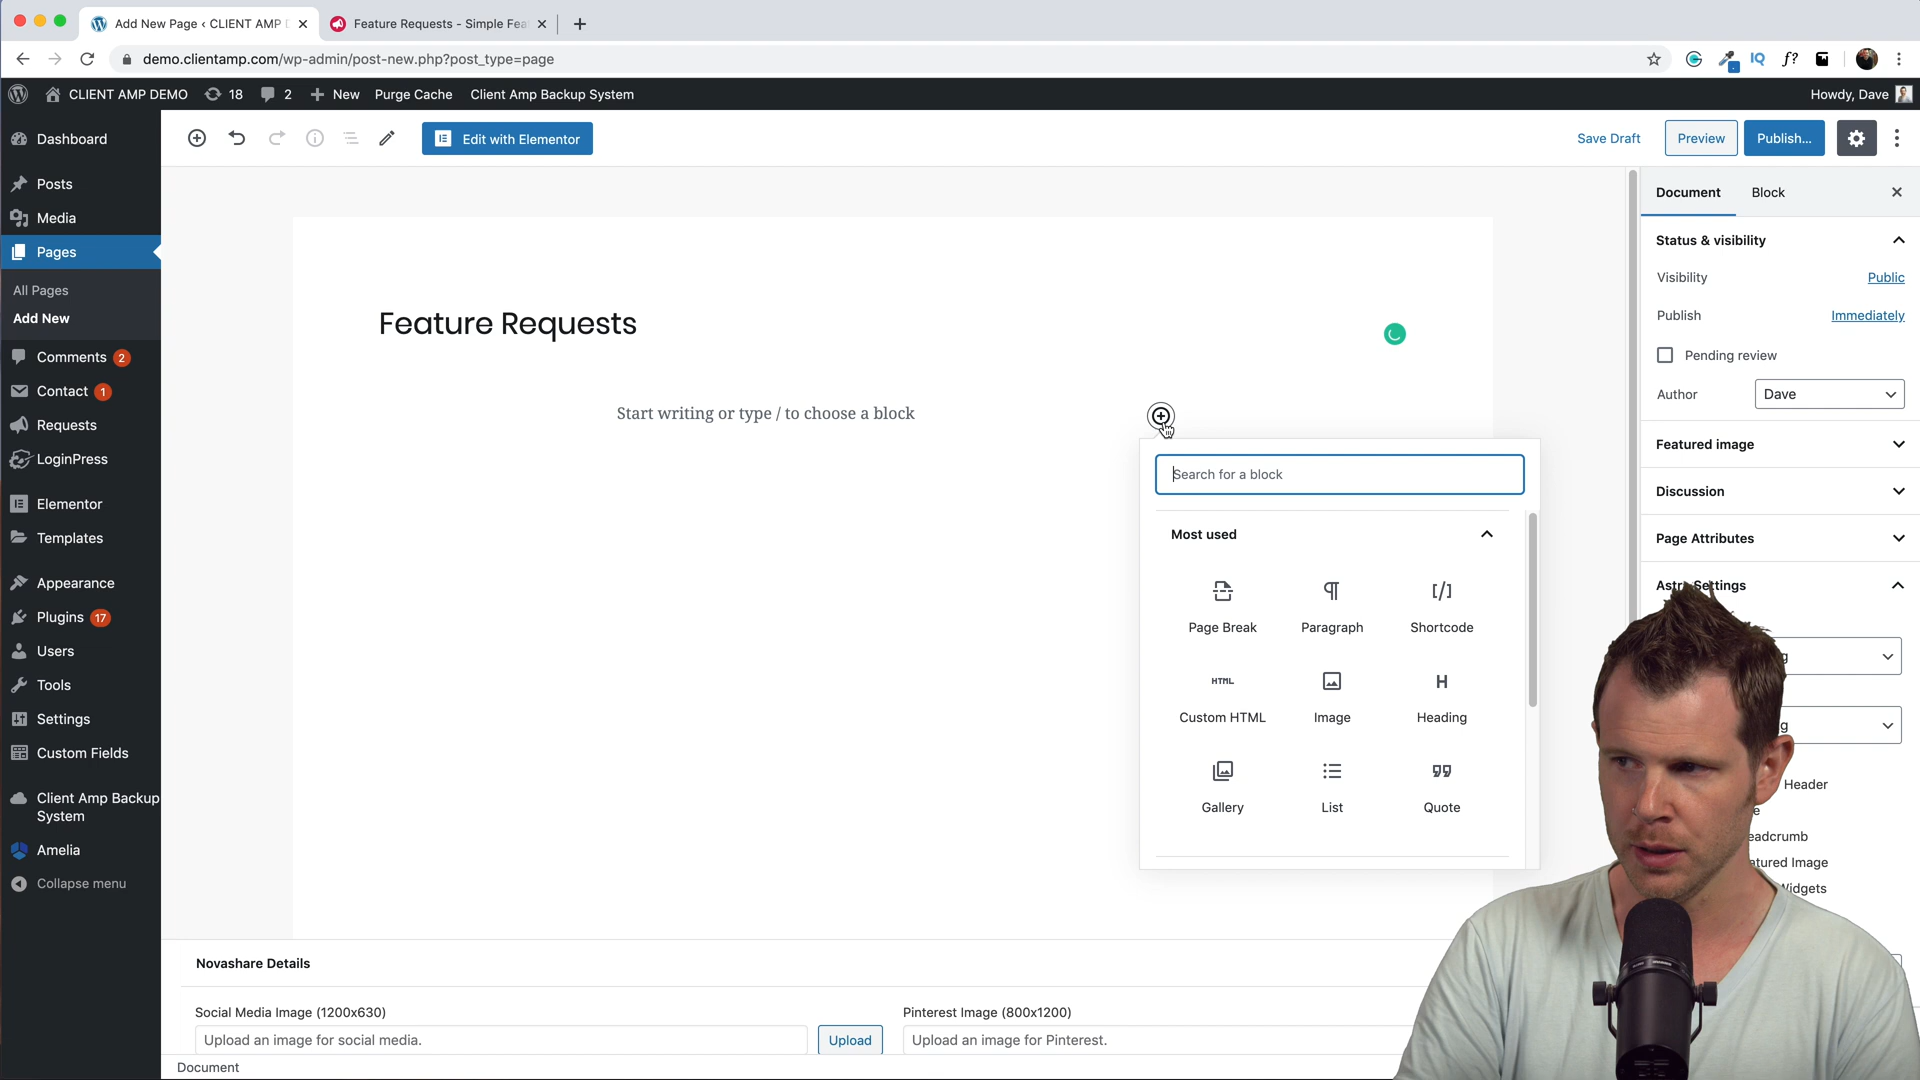 Add New Page ‹ CLIENT AMP D
Feature Requests - Simple Fea
demo.clientamp.com/wp-admin/post-new.php?post_type=page
IQ
f?
CLIENT AMP DEMO
18
2
New
Purge Cache
Client Amp Backup System
Howdy, Dave
Dashboard
Posts
Media
Pages
All Pages
Add New
Comments 2
Contact 1
Requests
LoginPress
Elementor
Templates
Appearance
Plugins 17
Users
Tools
Settings
Custom Fields
Client Amp Backup
System
Amelia
Collapse menu
Edit with Elementor
Save Draft
Preview
Publish...
Feature Requests
Start writing or type / to choose a block
Search for a block
Most used
Page Break
Paragraph
[/]
Shortcode
HTML
Custom HTML
Image
H
Heading
Gallery
List
Quote
Document
Block
Status & visibility
Visibility
Public
Publish
Immediately
Pending review
Author
Dave
Featured image
Discussion
Page Attributes
Astra Settings
Header
eadcrumb
atured Image
Widgets
Novashare Details
Social Media Image (1200x630)
Upload an image for social media.
Upload
Pinterest Image (800x1200)
Upload an image for Pinterest.
Document